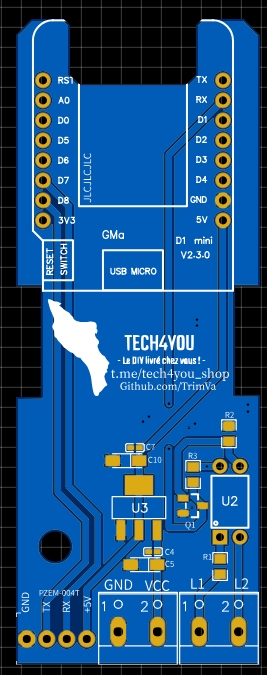 RST TX
A0 RX
D0 D1
D5 D2
D6 D3
D7 D4
D8 GND
3V3 5V
JLCJLCJLCJLC
GMa
D1 mini
V2-3-0
RESET
SWITCH
USB MICRO
TECH4YOU
- Le DIY livré chez vous ! -
t.me/tech4you_shop
Github.com/TrimVa
R2
C7
C10
R3
U3
Q1
U2
C4
C5
R1
PZEM-004T
GND
TX
RX
+5V
GND VCC
1 2
L1 L2
1 2